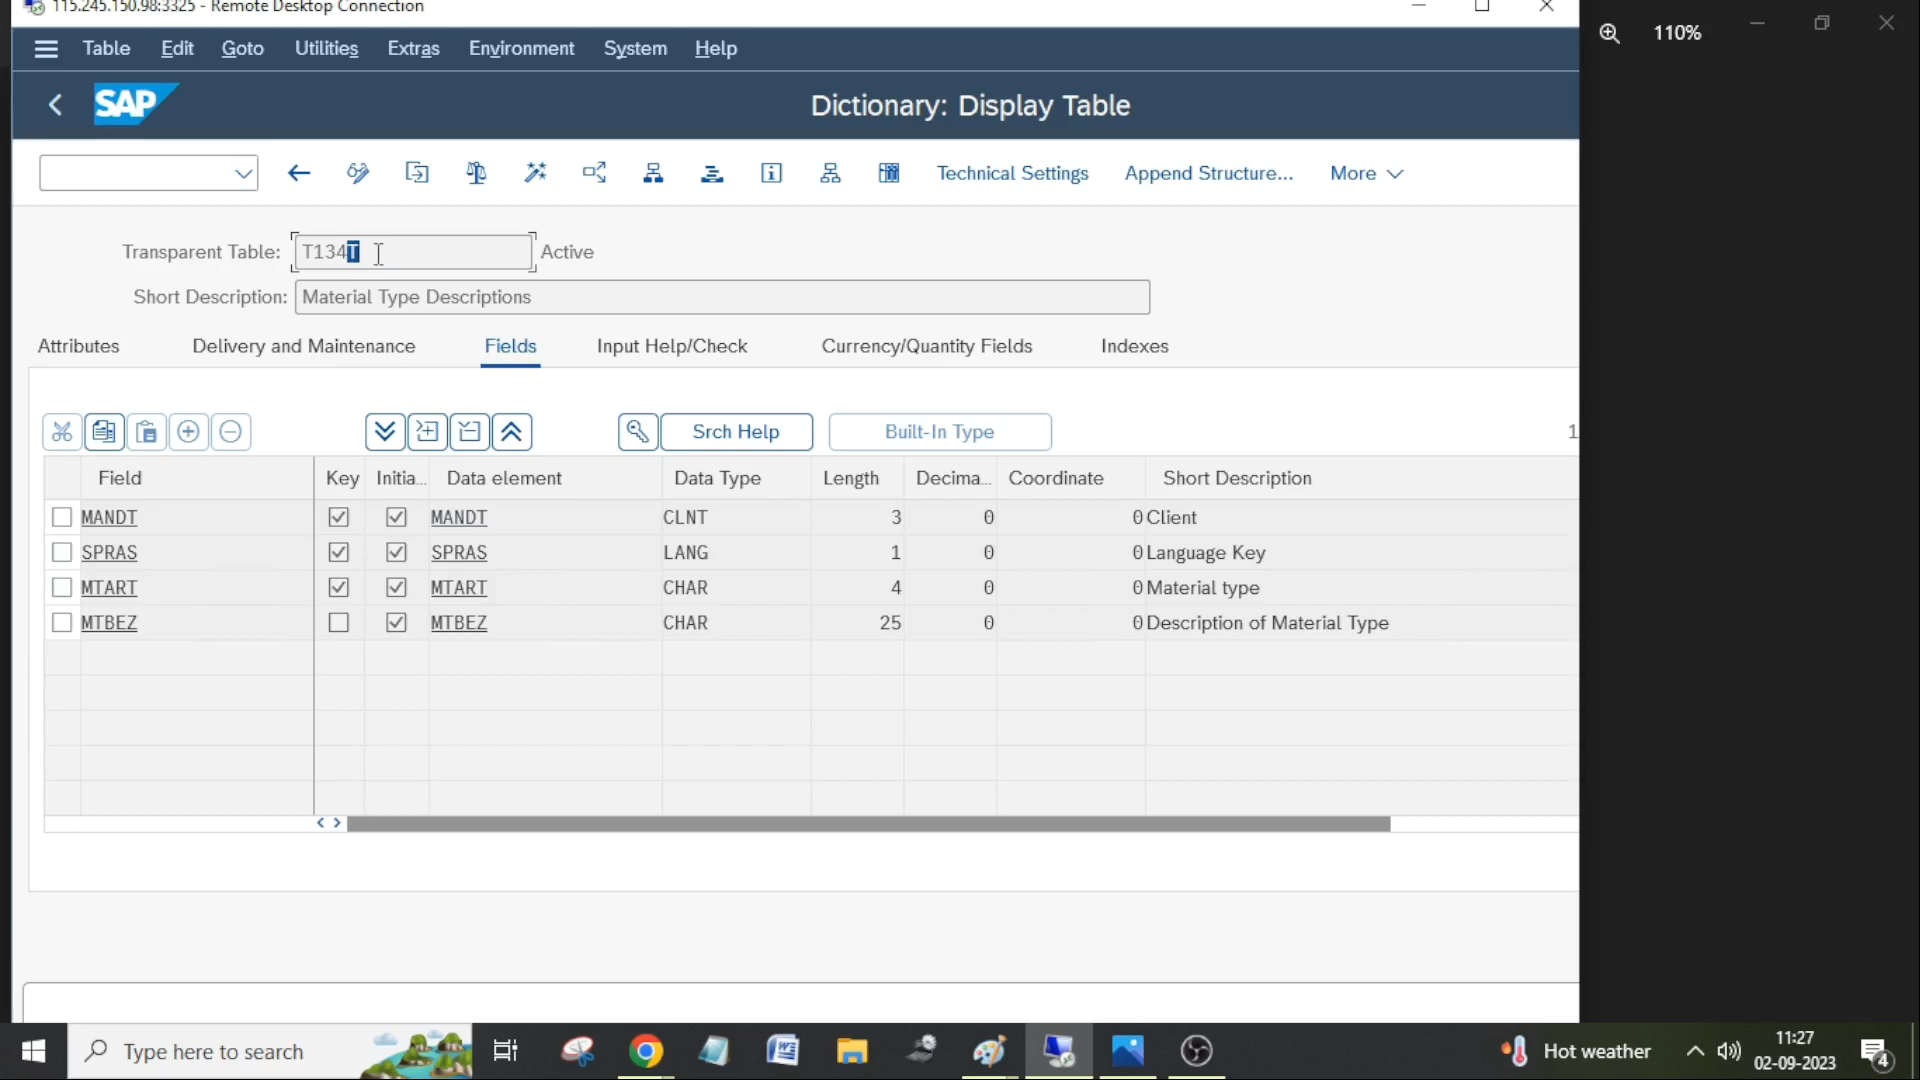 115.245.150.98:3325 - Remote Desktop Connection
110%
Table Edit Goto Utilities Extras Environment System Help
SAP
Dictionary: Display Table
Technical Settings Append Structure... More
Transparent Table: T134T Active
Short Description: Material Type Descriptions
Attributes Delivery and Maintenance Fields Input Help/Check Currency/Quantity Fields Indexes
Srch Help Built-In Type 1
Field Key Initia... Data element Data Type Length Decima... Coordinate Short Description
MANDT MANDT CLNT 3 0 0 Client
SPRAS SPRAS LANG 1 0 0 Language Key
MTART MTART CHAR 4 0 0 Material type
MTBEZ MTBEZ CHAR 25 0 0 Description of Material Type
Type here to search
Hot weather
11:27
02-09-2023
4